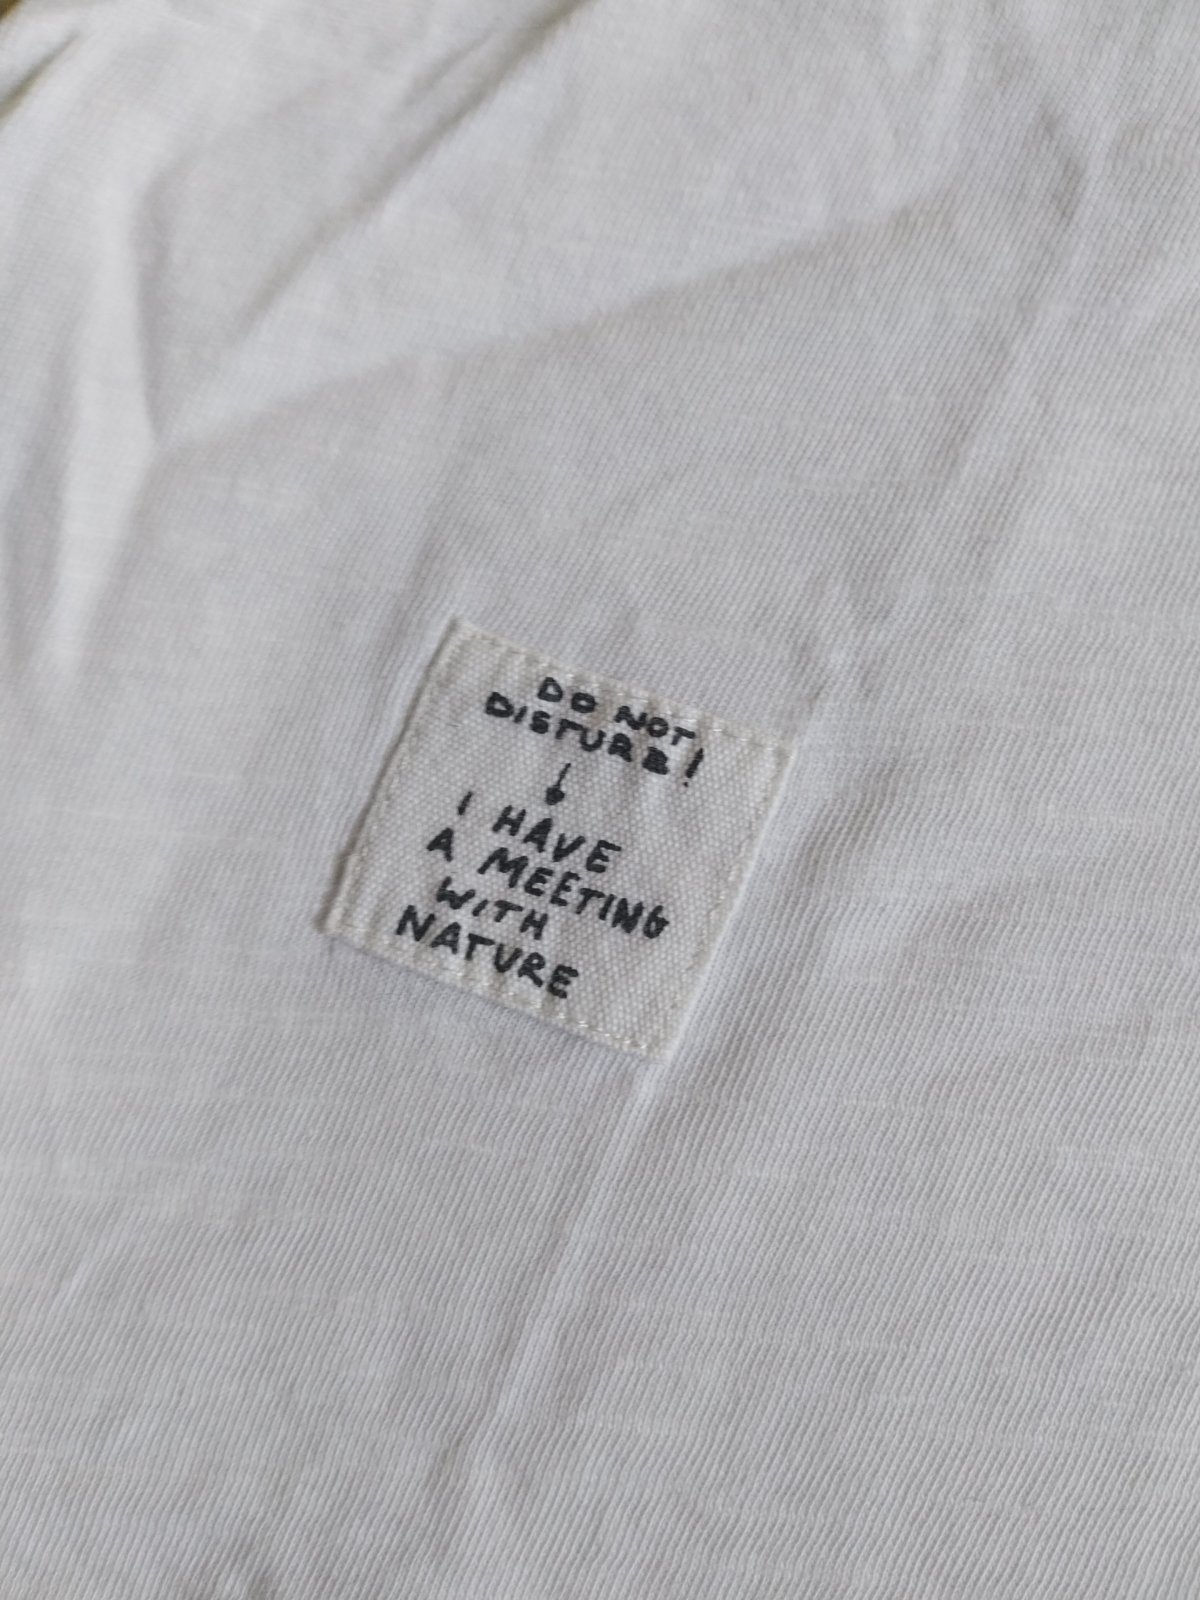 DO NOT
DISTURB!
↓
I HAVE
A MEETING
WITH
NATURE